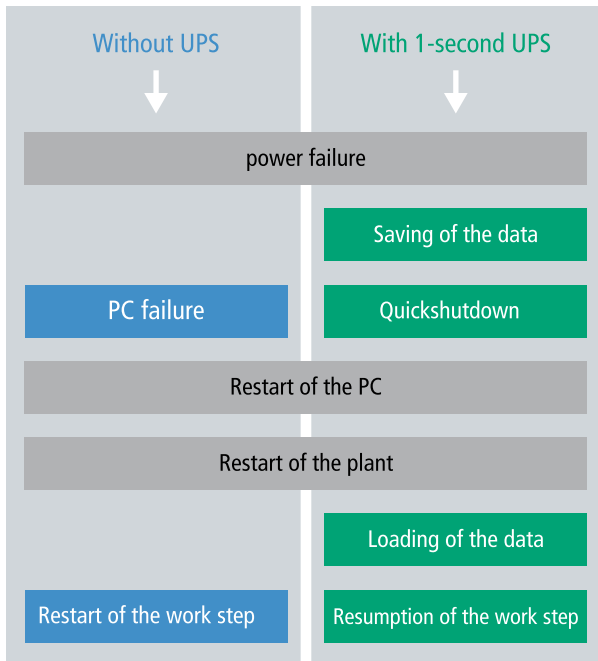 Without UPS
With 1-second UPS
power failure
Saving of the data
PC failure
Quickshutdown
Restart of the PC
Restart of the plant
Loading of the data
Restart of the work step
Resumption of the work step